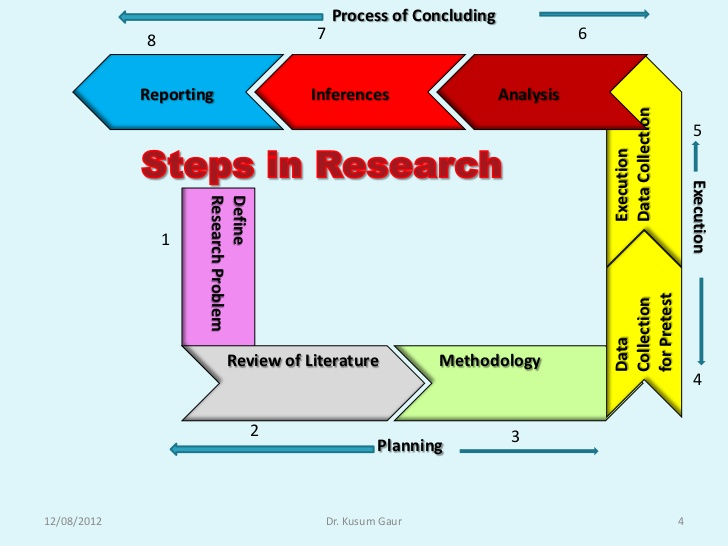 Process of Concluding
8
7
6
Reporting
Inferences
Analysis
5
Execution
Data Collection
Execution
Steps in Research
1
Define
Research Problem
Data
Collection
for Pretest
4
Review of Literature
Methodology
2
3
Planning
12/08/2012
Dr. Kusum Gaur
4